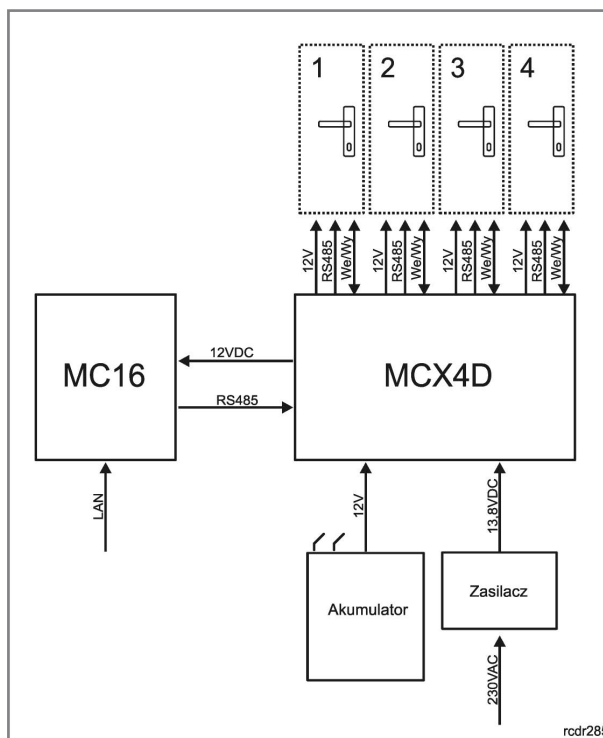 1 2 3 4
12V RS485 We/Wy 12V RS485 We/Wy 12V RS485 We/Wy 12V RS485 We/Wy
MC16
12VDC
RS485
MCX4D
LAN
12V
13,8VDC
Akumulator
Zasilacz
230VAC
rcdr285